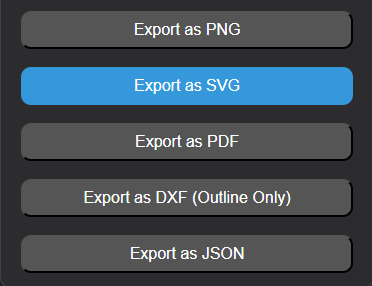 Export as PNG
Export as SVG
Export as PDF
Export as DXF (Outline Only)
Export as JSON